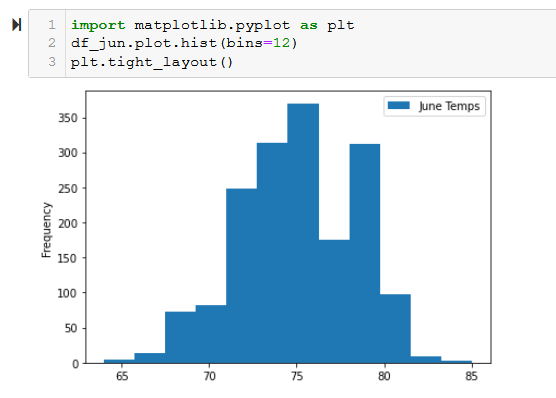 1 import matplotlib.pyplot as plt
2 df_jun.plot.hist(bins=12)
3 plt.tight_layout()
June Temps
350
300
250
200
150
100
50
0
Frequency
65 70 75 80 85